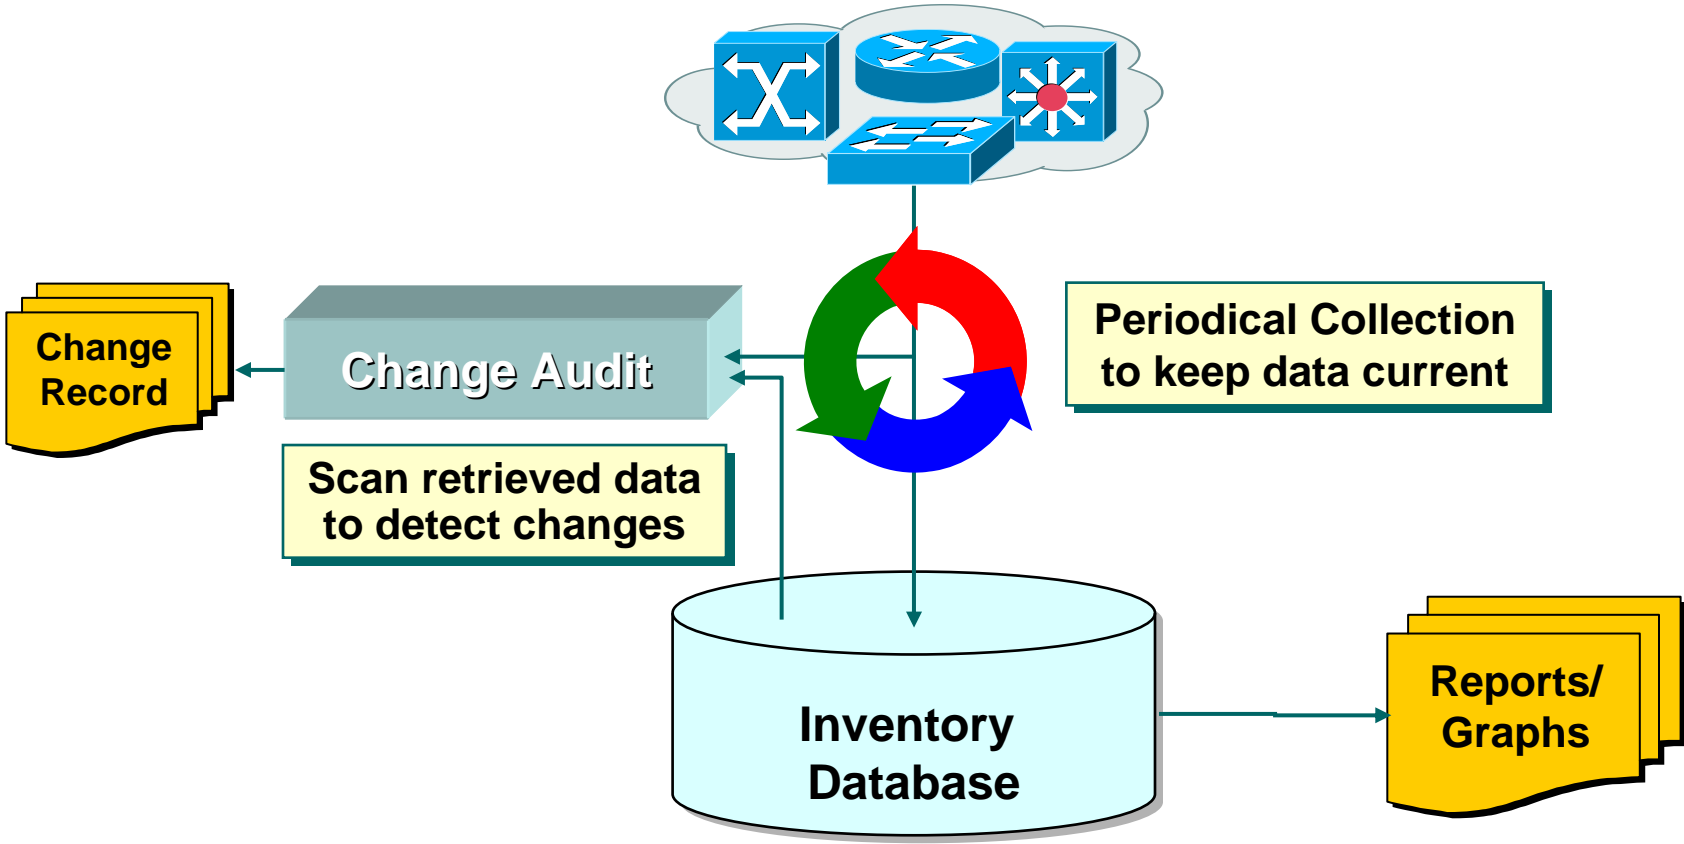 Change
Record
Change Audit
Periodical Collection
to keep data current
Scan retrieved data
to detect changes
Inventory
Database
Reports/
Graphs